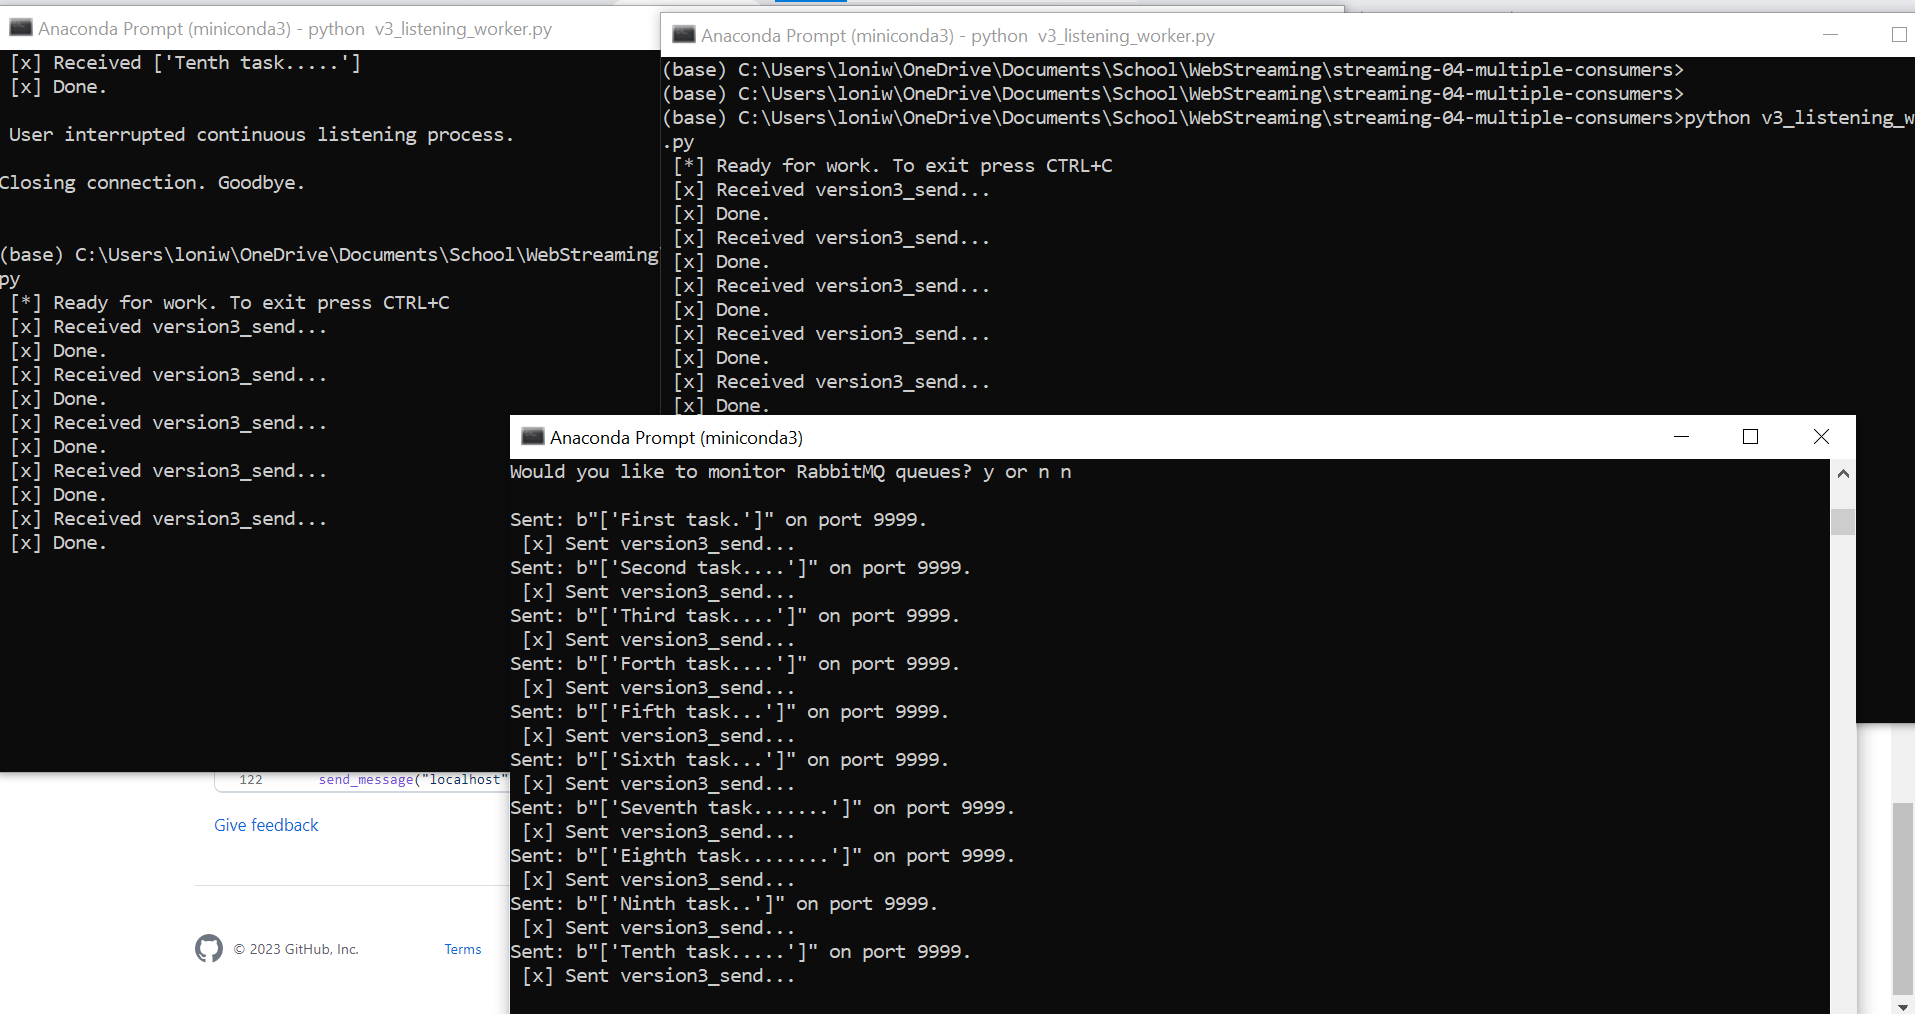 Anaconda Prompt (miniconda3) - python  v3_listening_worker.py
[x] Received ['Tenth task.....']
[x] Done.
User interrupted continuous listening process.
Closing connection. Goodbye.
(base) C:\Users\loniw\OneDrive\Documents\School\WebStreaming\
py
[*] Ready for work. To exit press CTRL+C
[x] Received version3_send...
[x] Done.
[x] Received version3_send...
[x] Done.
[x] Received version3_send...
[x] Done.
[x] Received version3_send...
[x] Done.
[x] Received version3_send...
[x] Done.
Anaconda Prompt (miniconda3) - python  v3_listening_worker.py
(base) C:\Users\loniw\OneDrive\Documents\School\WebStreaming\streaming-04-multiple-consumers>
(base) C:\Users\loniw\OneDrive\Documents\School\WebStreaming\streaming-04-multiple-consumers>
(base) C:\Users\loniw\OneDrive\Documents\School\WebStreaming\streaming-04-multiple-consumers>python v3_listening_w
.py
[*] Ready for work. To exit press CTRL+C
[x] Received version3_send...
[x] Done.
[x] Received version3_send...
[x] Done.
[x] Received version3_send...
[x] Done.
[x] Received version3_send...
[x] Done.
[x] Received version3_send...
[x] Done.
Anaconda Prompt (miniconda3)
Would you like to monitor RabbitMQ queues? y or n n
Sent: b"['First task.']" on port 9999.
[x] Sent version3_send...
Sent: b"['Second task....']" on port 9999.
[x] Sent version3_send...
Sent: b"['Third task....']" on port 9999.
[x] Sent version3_send...
Sent: b"['Forth task....']" on port 9999.
[x] Sent version3_send...
Sent: b"['Fifth task...']" on port 9999.
[x] Sent version3_send...
Sent: b"['Sixth task...']" on port 9999.
[x] Sent version3_send...
Sent: b"['Seventh task.......']" on port 9999.
[x] Sent version3_send...
Sent: b"['Eighth task........']" on port 9999.
[x] Sent version3_send...
Sent: b"['Ninth task..']" on port 9999.
[x] Sent version3_send...
Sent: b"['Tenth task.....']" on port 9999.
[x] Sent version3_send...
122 send_message("localhost"
Give feedback
© 2023 GitHub, Inc.
Terms